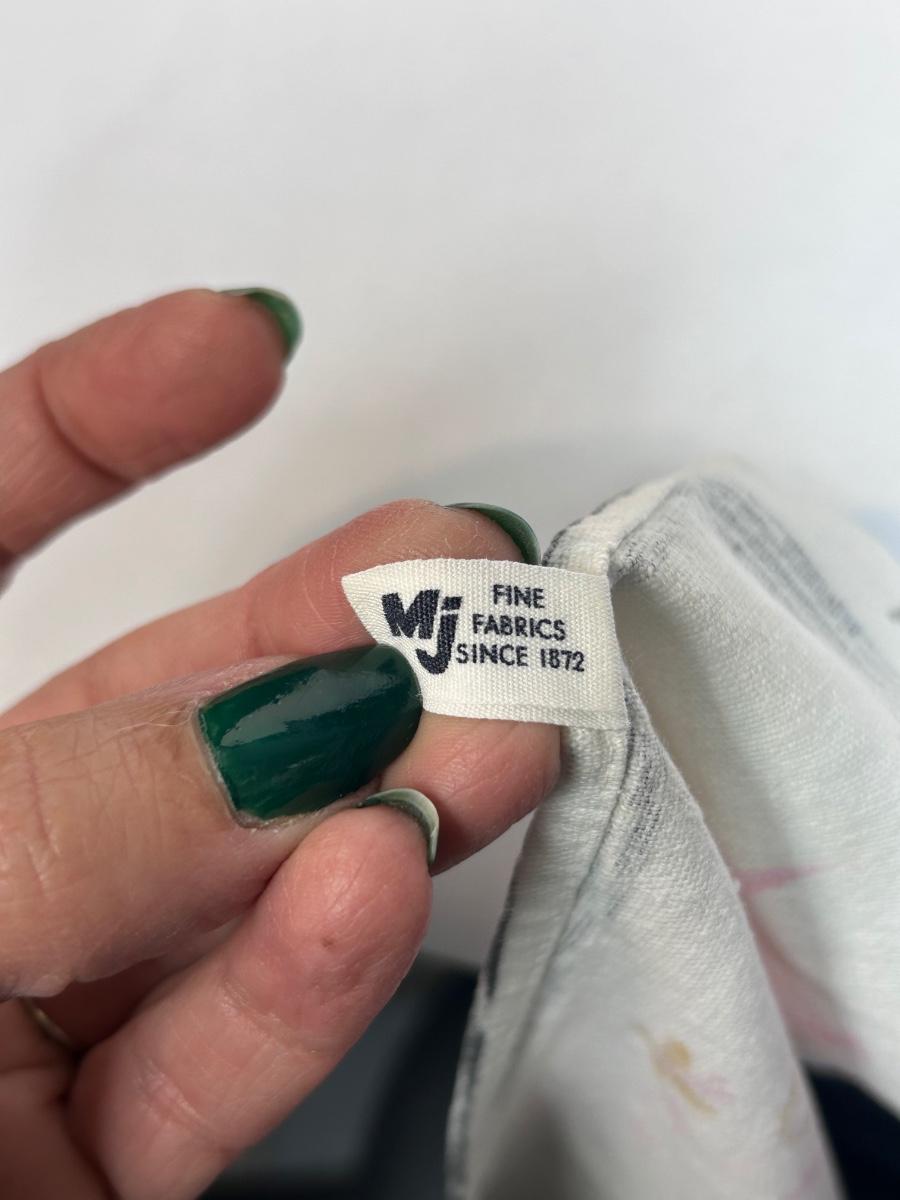 Mj
FINE
FABRICS
SINCE 1872